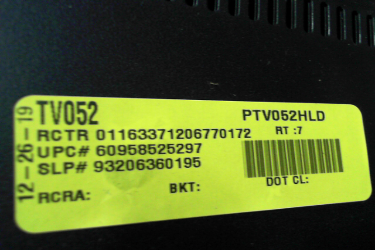 12-26-19
TV052 PTV052HLD
RCTR 01163371206770172 RT :7
UPC# 60958525297
SLP# 93206360195
RCRA: BKT: DOT CL: